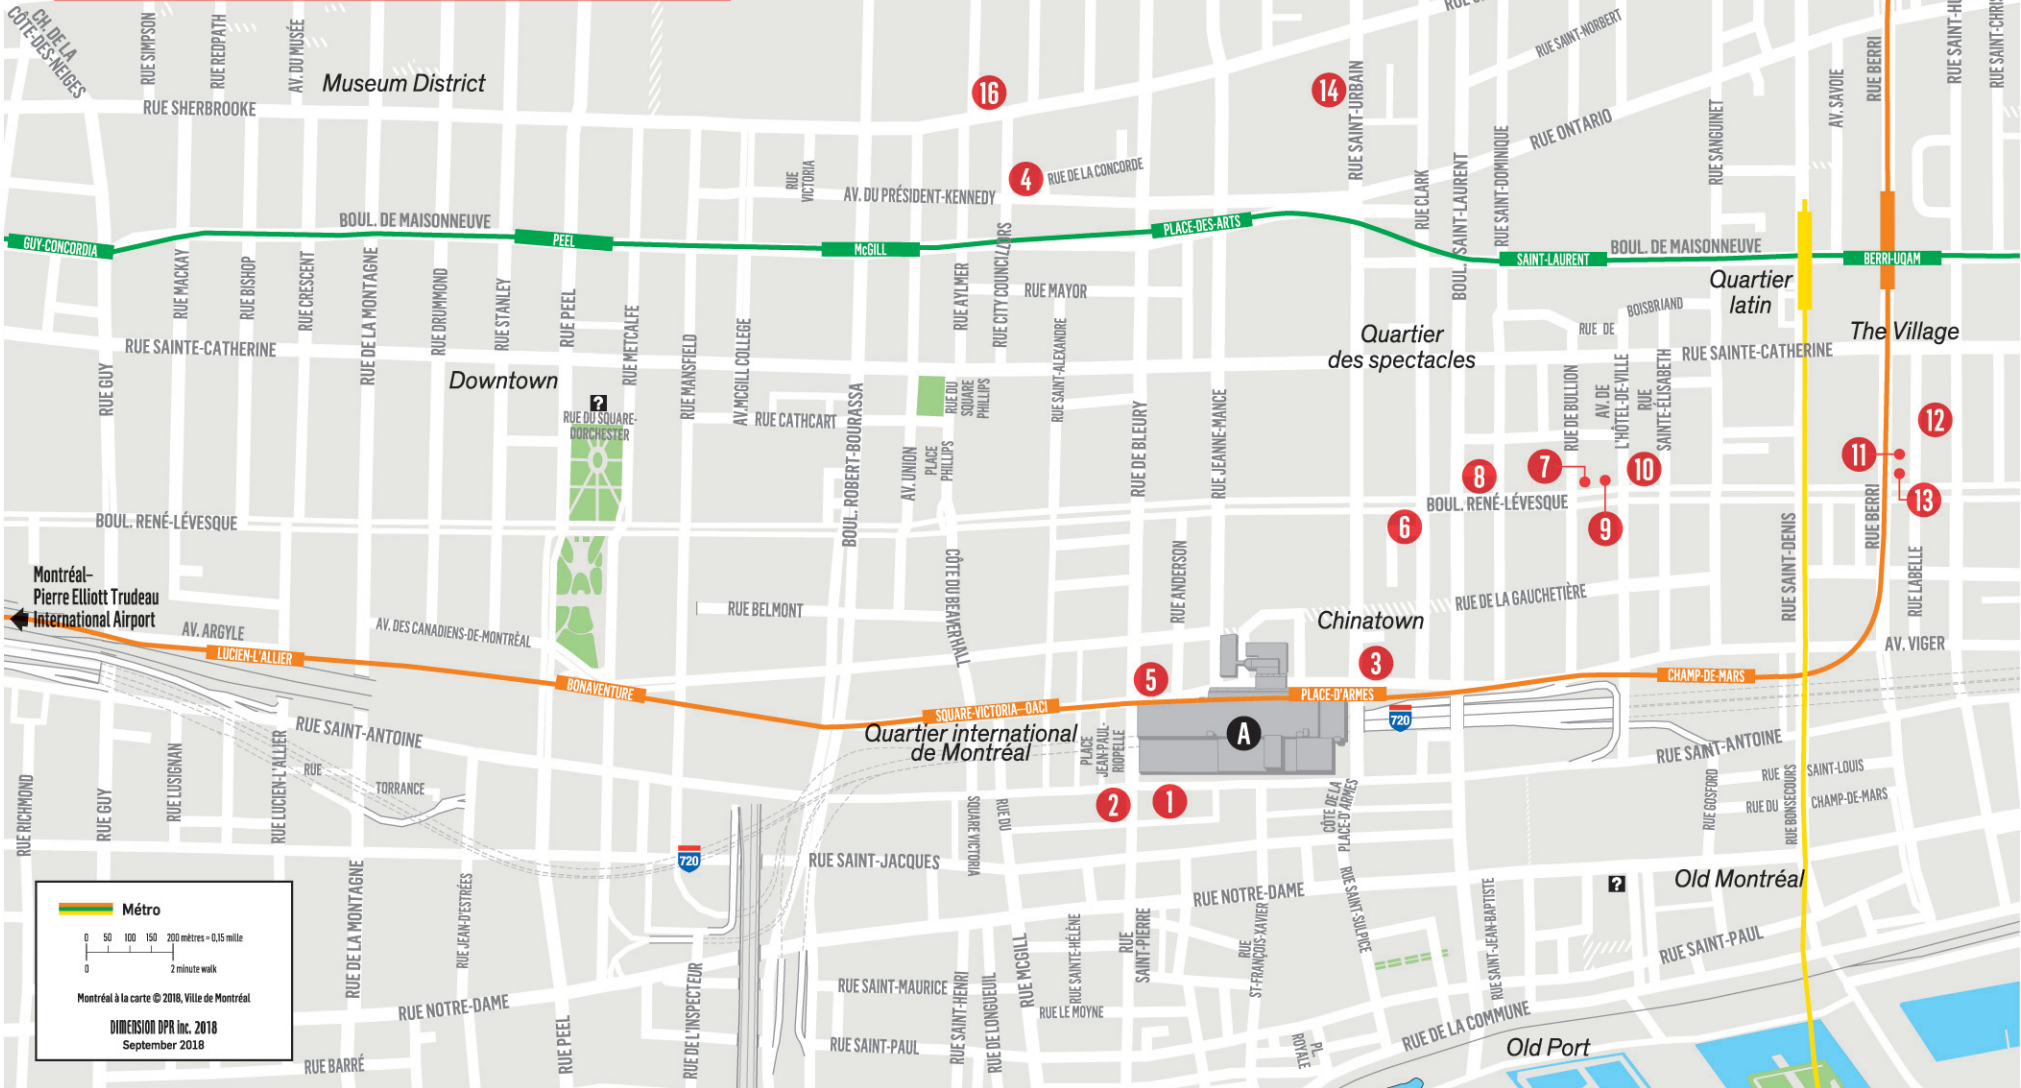 CH. DE LA
CÔTE-DES-NEIGES
RUE SIMPSON
RUE REDPATH
AV. DU MUSÉE
Museum District
RUE SHERBROOKE
16
14
RUE SAINT-URBAIN
RUE SAINT-NORBERT
RUE ONTARIO
RUE SANGUINET
AV. SAVOIE
RUE BERRI
4
RUE DE LA CONCORDE
RUE
VICTORIA
AV. DU PRÉSIDENT-KENNEDY
RUE CLARK
BOUL. SAINT-LAURENT
RUE SAINT-DOMINIQUE
BOUL. DE MAISONNEUVE
GUY-CONCORDIA
PEEL
McGILL
PLACE-DES-ARTS
SAINT-LAURENT
BOUL. DE MAISONNEUVE
BERRI-UQAM
Quartier
latin
The Village
RUE MACKAY
RUE BISHOP
RUE CRESCENT
RUE DE LA MONTAGNE
RUE DRUMMOND
RUE STANLEY
RUE PEEL
RUE METCALFE
RUE MANSFIELD
AV.MCGILL COLLEGE
BOUL. ROBERT-BOURASSA
RUE AYLMER
RUE CITY COUNCILLORS
RUE MAYOR
RUE SAINT-ALEXANDRE
RUE DE BLEURY
RUE JEANNE-MANCE
Quartier
des spectacles
RUE DE
BOISBRIAND
RUE SAINTE-CATHERINE
RUE SAINTE-CATHERINE
RUE GUY
Downtown
?
RUE DU SQUARE-
DORCHESTER
RUE CATHCART
AV. UNION
PLACE
PHILLIPS
RUE DU
SQUARE
PHILLIPS
RUE DE BULLION
AV. DE
L'HÔTEL-DE-VILLE
RUE
SAINTE-ÉLISABETH
12
11
13
7
8
9
10
6
BOUL. RENÉ-LÉVESQUE
BOUL. RENÉ-LÉVESQUE
RUE BERRI
RUE SAINT-DENIS
RUE LABELLE
Montréal–
Pierre Elliott Trudeau
International Airport
AV. ARGYLE
AV. DES CANADIENS-DE-MONTRÉAL
RUE BELMONT
CÔTE DU BEAVER HALL
RUE ANDERSON
RUE DE LA GAUCHETIÈRE
Chinatown
AV. VIGER
LUCIEN-L'ALLIER
BONAVENTURE
SQUARE-VICTORIA–OACI
PLACE-D'ARMES
CHAMP-DE-MARS
5
3
A
720
Quartier international
de Montréal
PLACE
JEAN-PAUL-
RIOPELLE
RUE SAINT-ANTOINE
RUE SAINT-ANTOINE
RUE
TORRANCE
RUE RICHMOND
RUE GUY
RUE LUSIGNAN
RUE LUCIEN-L'ALLIER
2
1
SQUARE VICTORIA
RUE DU
CÔTE DE LA
PLACE-D'ARMES
RUE GOSFORD
RUE BONSECOURS
RUE
SAINT-LOUIS
RUE DU
CHAMP-DE-MARS
720
RUE SAINT-JACQUES
RUE NOTRE-DAME
RUE SAINT-SULPICE
RUE SAINT-JEAN-BAPTISTE
?
Old Montréal
RUE SAINT-PAUL
RUE DE LA MONTAGNE
RUE JEAN-D'ESTRÉES
RUE DE L'INSPECTEUR
RUE PEEL
RUE NOTRE-DAME
RUE BARRÉ
RUE SAINT-MAURICE
RUE SAINT-PAUL
RUE SAINT-HENRI
RUE DE LONGUEUIL
RUE MCGILL
RUE SAINTE-HÉLÈNE
RUE LE MOYNE
RUE
SAINT-PIERRE
RUE
ST-FRANÇOIS-XAVIER
PL.
ROYALE
RUE DE LA COMMUNE
Old Port
Métro
0 50 100 150 200 mètres = 0,15 mille
0 2 minute walk
Montréal à la carte © 2018, Ville de Montréal
DIMENSION DPR inc. 2018
September 2018